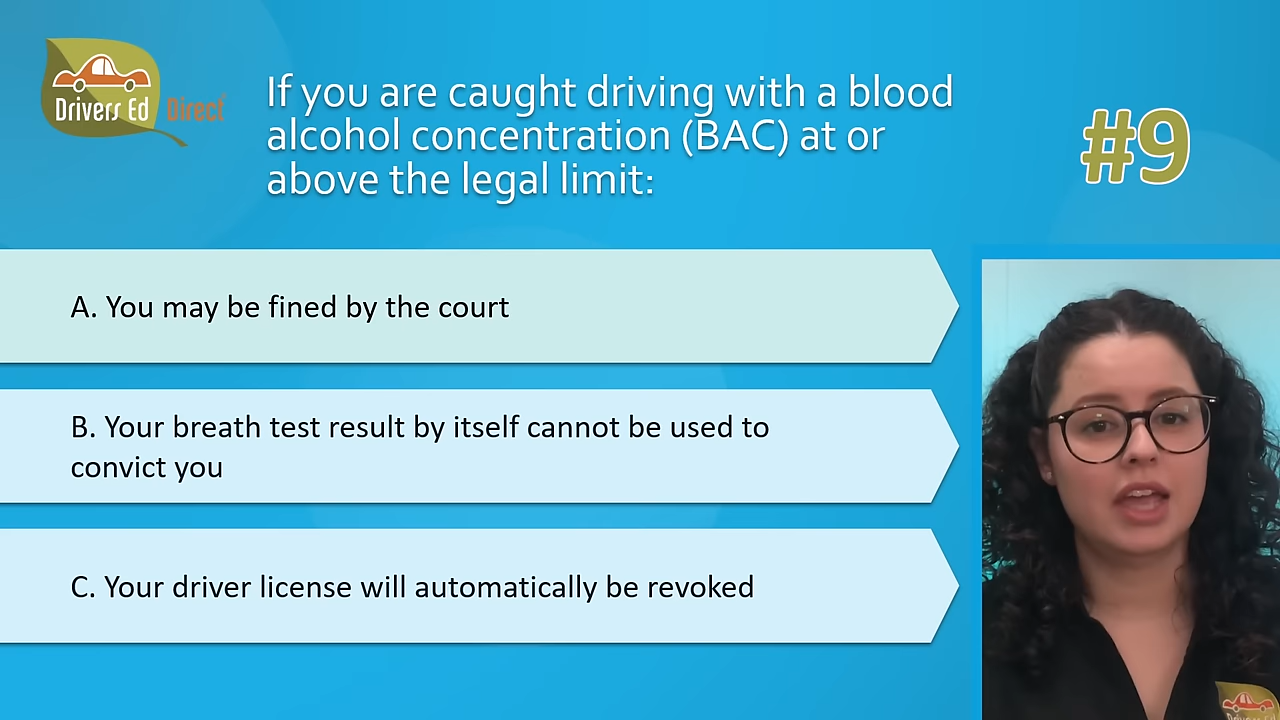 Drivers Ed Direct
If you are caught driving with a blood
alcohol concentration (BAC) at or
above the legal limit:
#9
A. You may be fined by the court
B. Your breath test result by itself cannot be used to
convict you
C. Your driver license will automatically be revoked